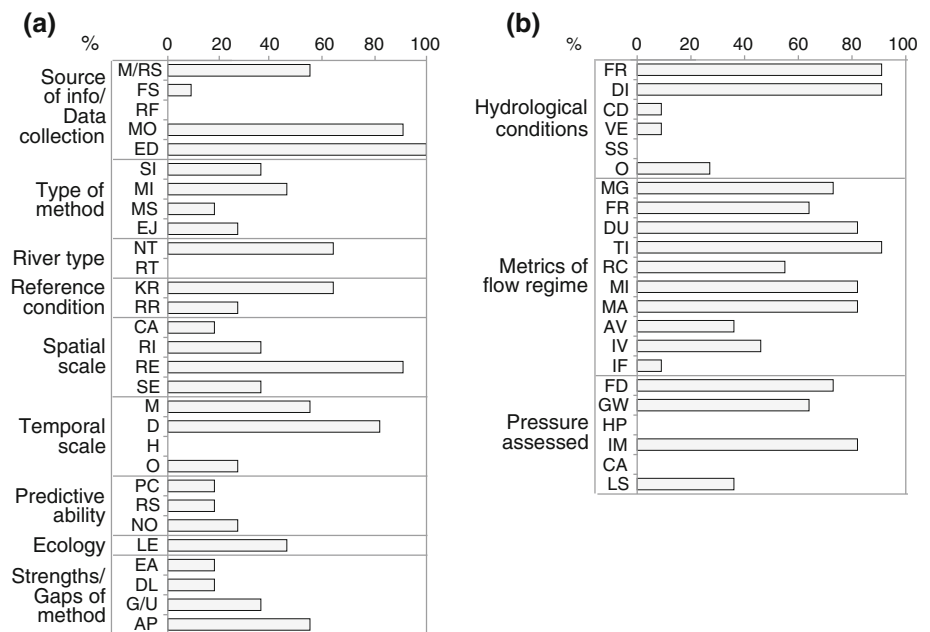 (a)
% 0 20 40 60 80 100
Source
of info/
Data
collection
M/RS
FS
RF
MO
ED
Type of
method
SI
MI
MS
EJ
River type
NT
RT
Reference
condition
KR
RR
Spatial
scale
CA
RI
RE
SE
Temporal
scale
M
D
H
O
Predictive
ability
PC
RS
NO
Ecology
LE
Strengths/
Gaps of
method
EA
DL
G/U
AP
(b)
% 0 20 40 60 80 100
Hydrological
conditions
FR
DI
CD
VE
SS
O
Metrics of
flow regime
MG
FR
DU
TI
RC
MI
MA
AV
IV
IF
Pressure
assessed
FD
GW
HP
IM
CA
LS